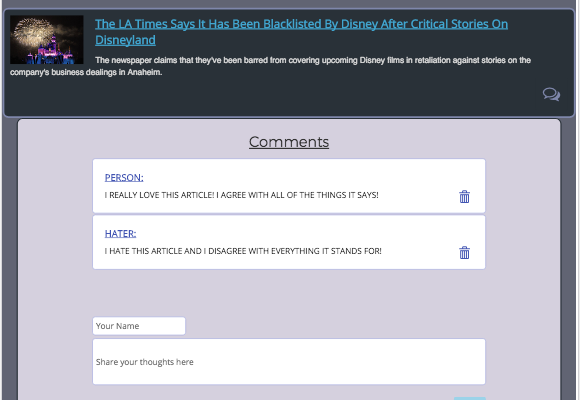 The LA Times Says It Has Been Blacklisted By Disney After Critical Stories On
Disneyland
The newspaper claims that they've been barred from covering upcoming Disney films in retaliation against stories on the
company's business dealings in Anaheim.
Comments
PERSON:
I REALLY LOVE THIS ARTICLE! I AGREE WITH ALL OF THE THINGS IT SAYS!
HATER:
I HATE THIS ARTICLE AND I DISAGREE WITH EVERYTHING IT STANDS FOR!
Your Name
Share your thoughts here